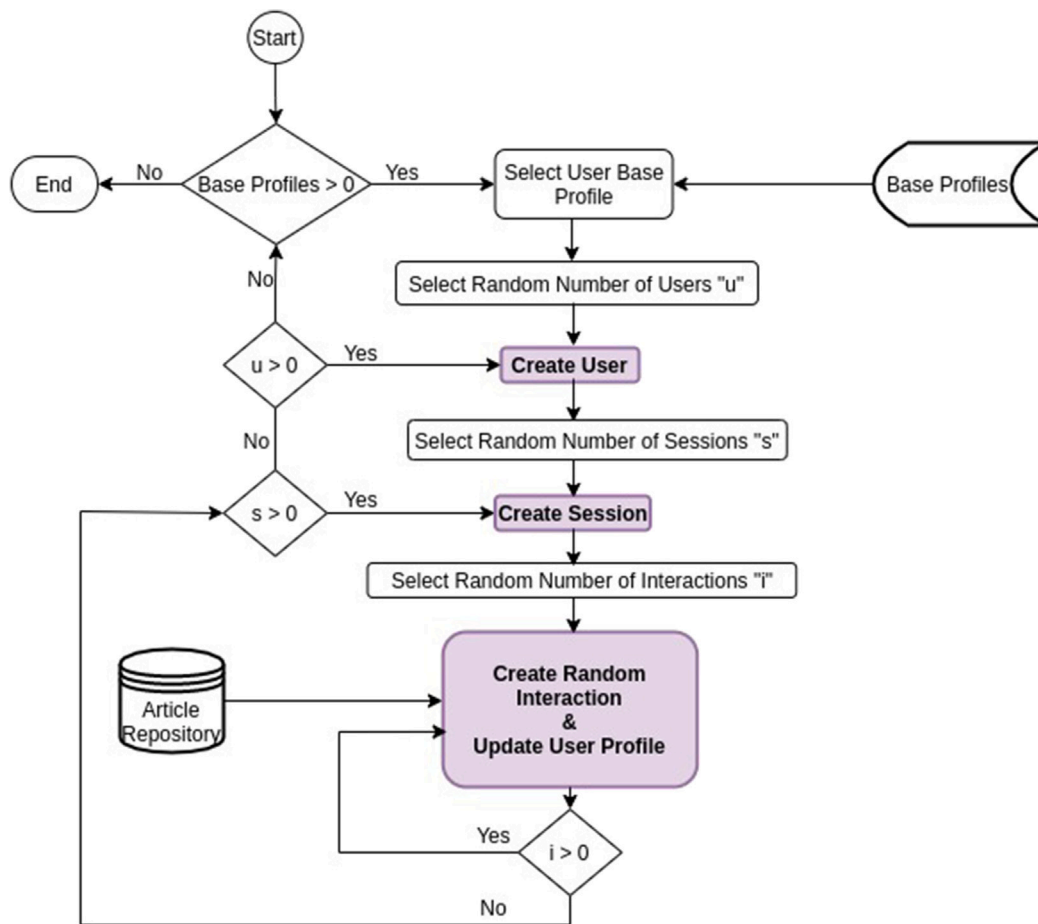 Start
End
No
Base Profiles > 0
Yes
Select User Base
Profile
Base Profiles
No
Select Random Number of Users "u"
u > 0
Yes
Create User
No
Select Random Number of Sessions "s"
s > 0
Yes
Create Session
Select Random Number of Interactions "i"
Create Random
Interaction
&
Update User Profile
Article
Repository
Yes
i > 0
No